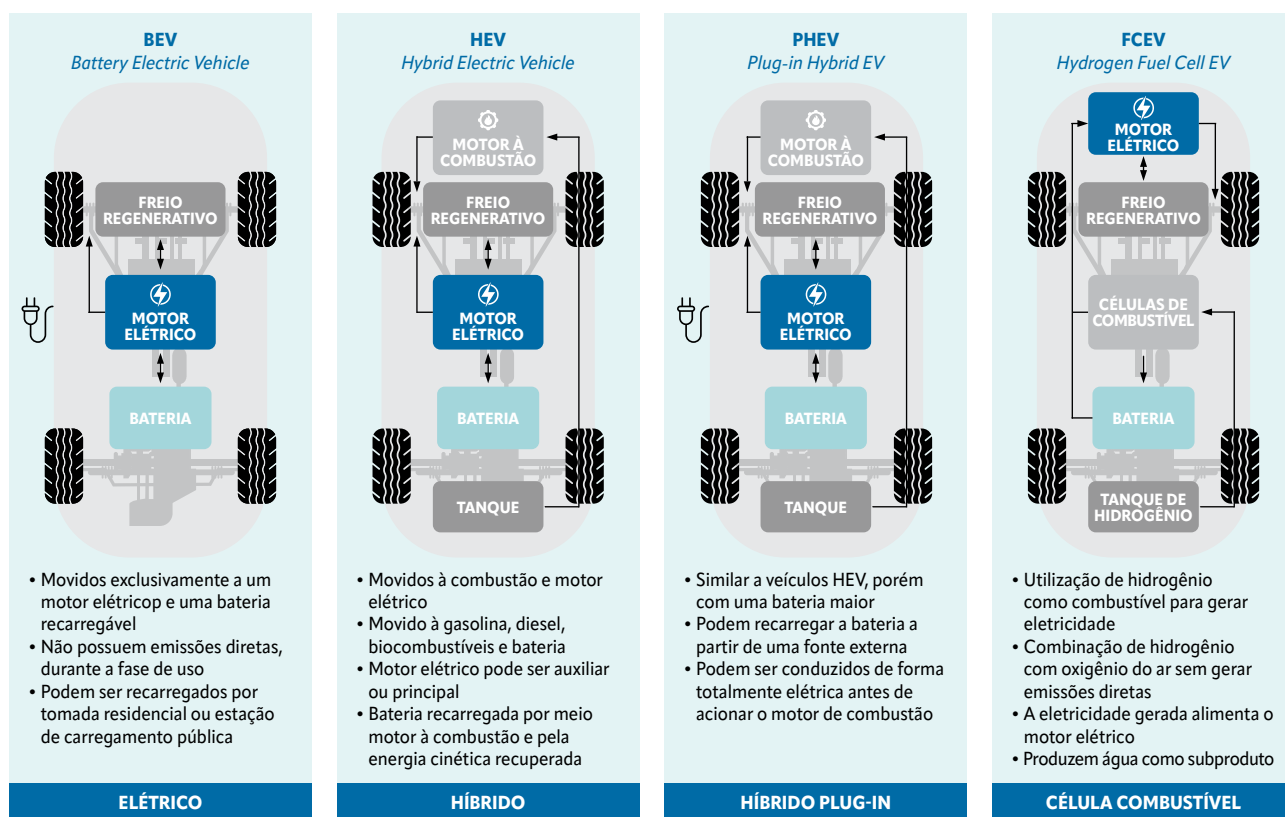 BEV
Battery Electric Vehicle
FREIO
REGENERATIVO
MOTOR
ELÉTRICO
BATERIA
• Movidos exclusivamente a um
motor elétricop e uma bateria
recarregável
• Não possuem emissões diretas,
durante a fase de uso
• Podem ser recarregados por
tomada residencial ou estação
de carregamento pública
ELÉTRICO
HEV
Hybrid Electric Vehicle
MOTOR À
COMBUSTÃO
FREIO
REGENERATIVO
MOTOR
ELÉTRICO
BATERIA
TANQUE
• Movidos à combustão e motor
elétrico
• Movido à gasolina, diesel,
biocombustíveis e bateria
• Motor elétrico pode ser auxiliar
ou principal
• Bateria recarregada por meio
motor à combustão e pela
energia cinética recuperada
HÍBRIDO
PHEV
Plug-in Hybrid EV
MOTOR À
COMBUSTÃO
FREIO
REGENERATIVO
MOTOR
ELÉTRICO
BATERIA
TANQUE
• Similar a veículos HEV, porém
com uma bateria maior
• Podem recarregar a bateria a
partir de uma fonte externa
• Podem ser conduzidos de forma
totalmente elétrica antes de
acionar o motor de combustão
HÍBRIDO PLUG-IN
FCEV
Hydrogen Fuel Cell EV
MOTOR
ELÉTRICO
FREIO
REGENERATIVO
CÉLULAS DE
COMBUSTÍVEL
BATERIA
TANQUE DE
HIDROGÊNIO
• Utilização de hidrogênio
como combustível para gerar
eletricidade
• Combinação de hidrogênio
com oxigênio do ar sem gerar
emissões diretas
• A eletricidade gerada alimenta o
motor elétrico
• Produzem água como subproduto
CÉLULA COMBUSTÍVEL